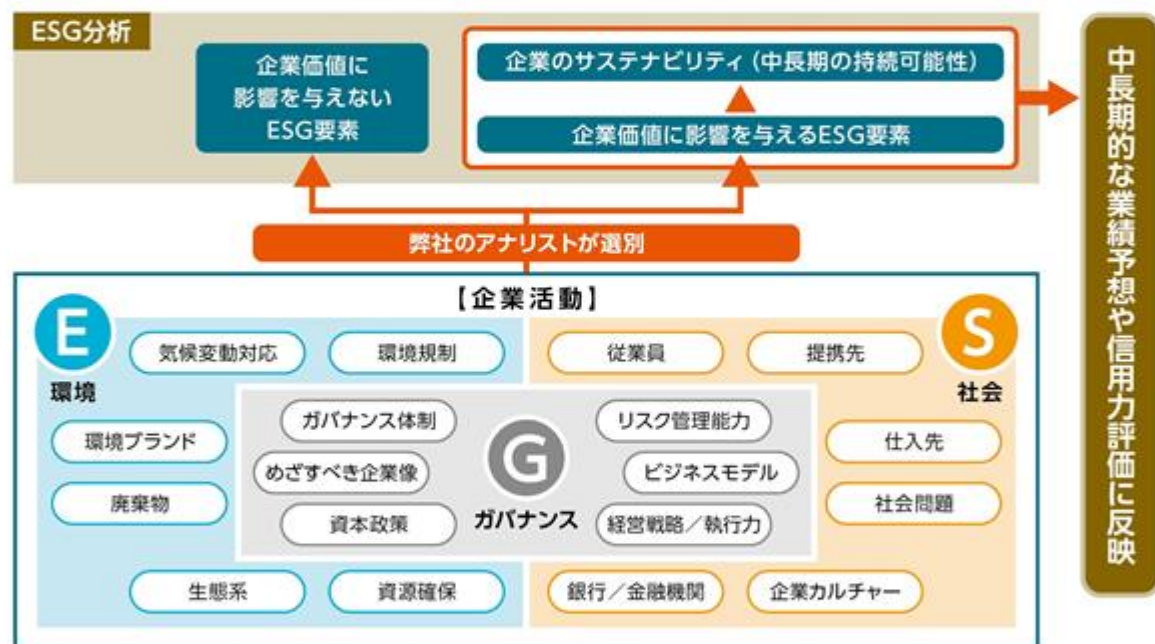 ESG分析
企業価値に
影響を与えない
ESG要素
企業のサステナビリティ（中長期の持続可能性）
企業価値に影響を与えるESG要素
中長期的な業績予想や信用力評価に反映
弊社のアナリストが選別
【企業活動】
E
環境
S
社会
気候変動対応
環境規制
従業員
提携先
環境ブランド
廃棄物
ガバナンス体制
めざすべき企業像
資本政策
G
ガバナンス
リスク管理能力
ビジネスモデル
経営戦略／執行力
仕入先
社会問題
生態系
資源確保
銀行／金融機関
企業カルチャー